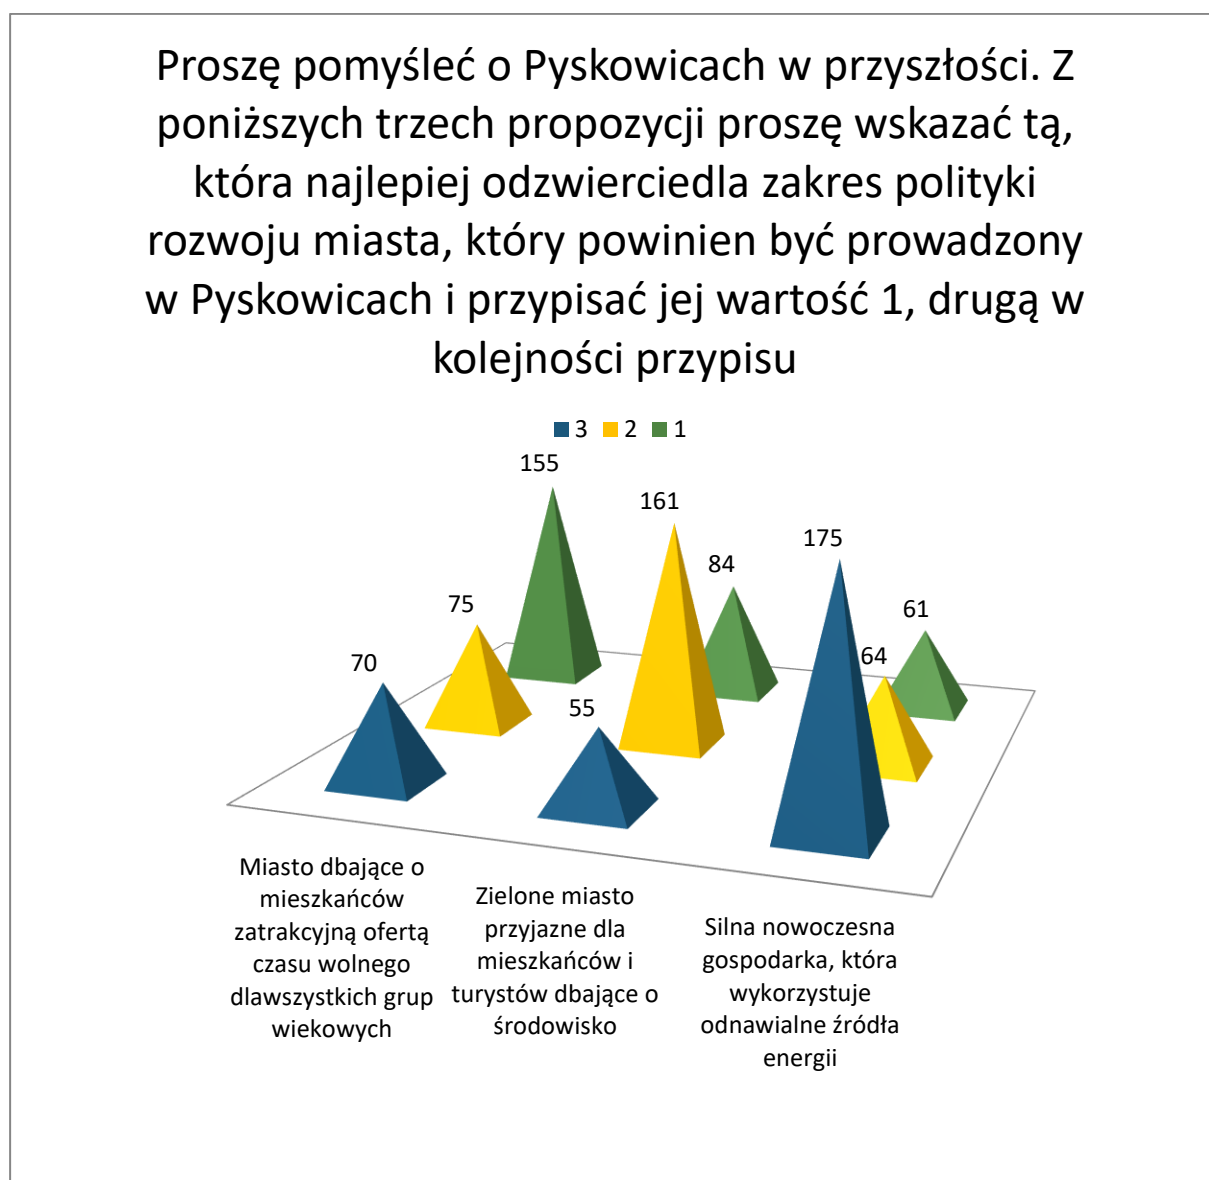 Proszę pomyśleć o Pyskowicach w przyszłości. Z
poniższych trzech propozycji proszę wskazać tą,
która najlepiej odzwierciedla zakres polityki
rozwoju miasta, który powinien być prowadzony
w Pyskowicach i przypisać jej wartość 1, drugą w
kolejności przypisu
3 2 1
155
161
175
84
75
61
70
64
55
Miasto dbające o
mieszkańców
zatrakcyjną ofertą
czasu wolnego
dlawszystkich grup
wiekowych
Zielone miasto
przyjazne dla
mieszkańców i
turystów dbające o
środowisko
Silna nowoczesna
gospodarka, która
wykorzystuje
odnawialne źródła
energii